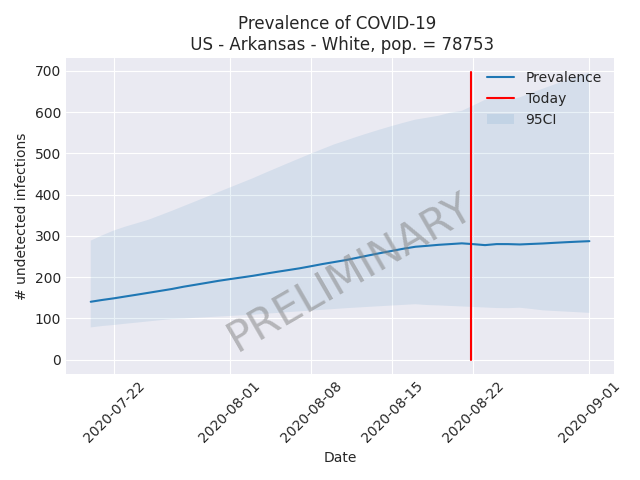 Prevalence of COVID-19
US - Arkansas - White, pop. = 78753
700
600
500
400
300
200
100
0
# undetected infections
Prevalence
Today
95CI
PRELIMINARY
2020-07-22
2020-08-01
2020-08-08
2020-08-15
2020-08-22
2020-09-01
Date